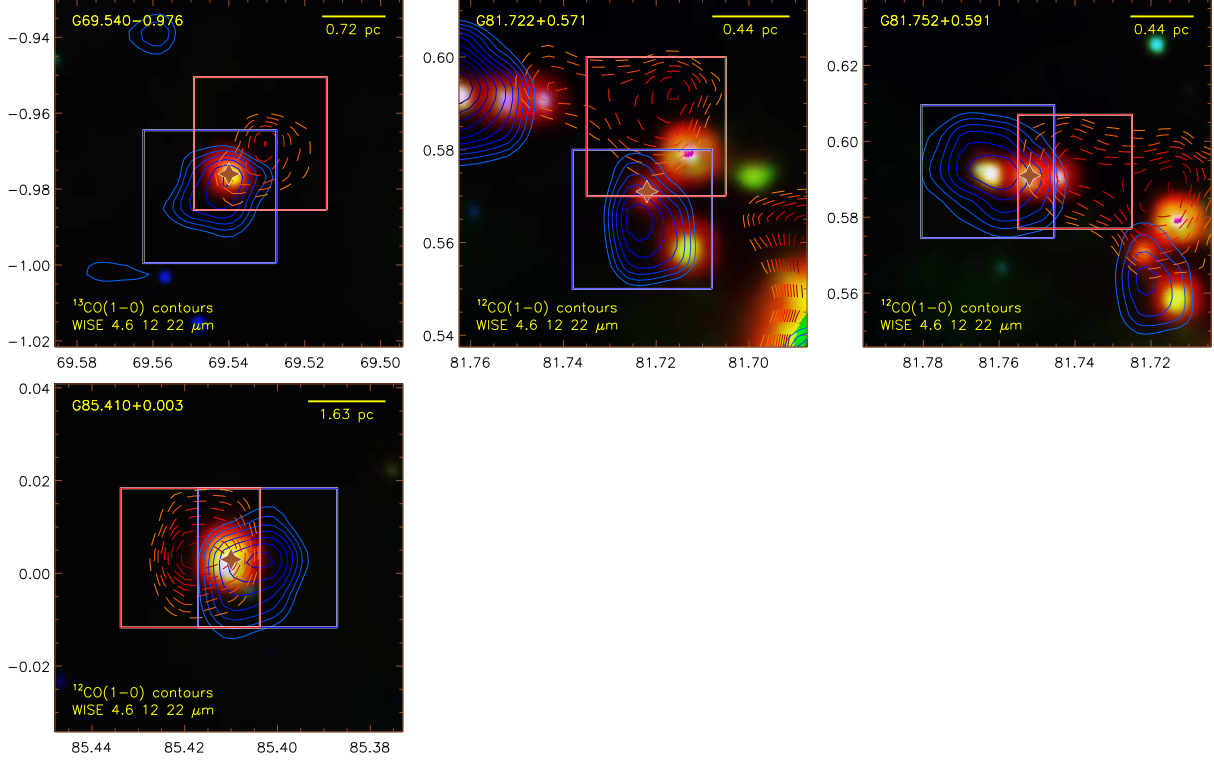 G69.540−0.976
0.72 pc
−0.94
−0.96
−0.98
−1.00
−1.02
¹³CO(1−0) contours
WISE 4.6 12 22 μm
69.58 69.56 69.54 69.52 69.50
G81.722+0.571
0.44 pc
0.60
0.58
0.56
0.54
¹²CO(1−0) contours
WISE 4.6 12 22 μm
81.76 81.74 81.72 81.70
G81.752+0.591
0.44 pc
0.62
0.60
0.58
0.56
¹²CO(1−0) contours
WISE 4.6 12 22 μm
81.78 81.76 81.74 81.72
G85.410+0.003
1.63 pc
0.04
0.02
0.00
−0.02
¹²CO(1−0) contours
WISE 4.6 12 22 μm
85.44 85.42 85.40 85.38